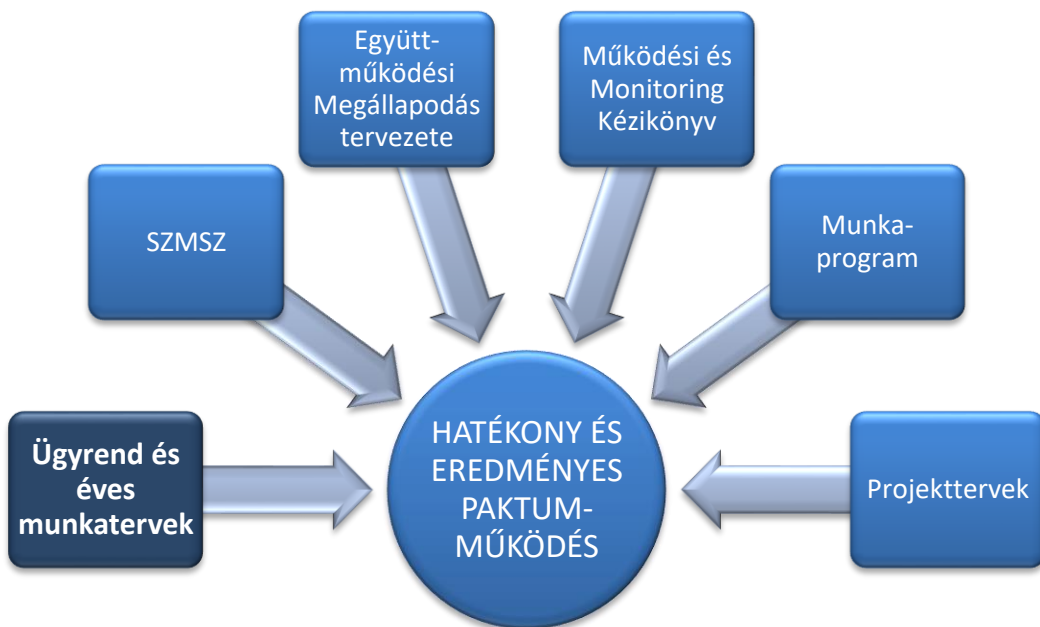 Együtt-
működési
Megállapodás
tervezete
Működési és
Monitoring
Kézikönyv
SZMSZ
Munka-
program
Ügyrend és
éves
munkatervek
HATÉKONY ÉS
EREDMÉNYES
PAKTUM-
MŰKÖDÉS
Projekttervek